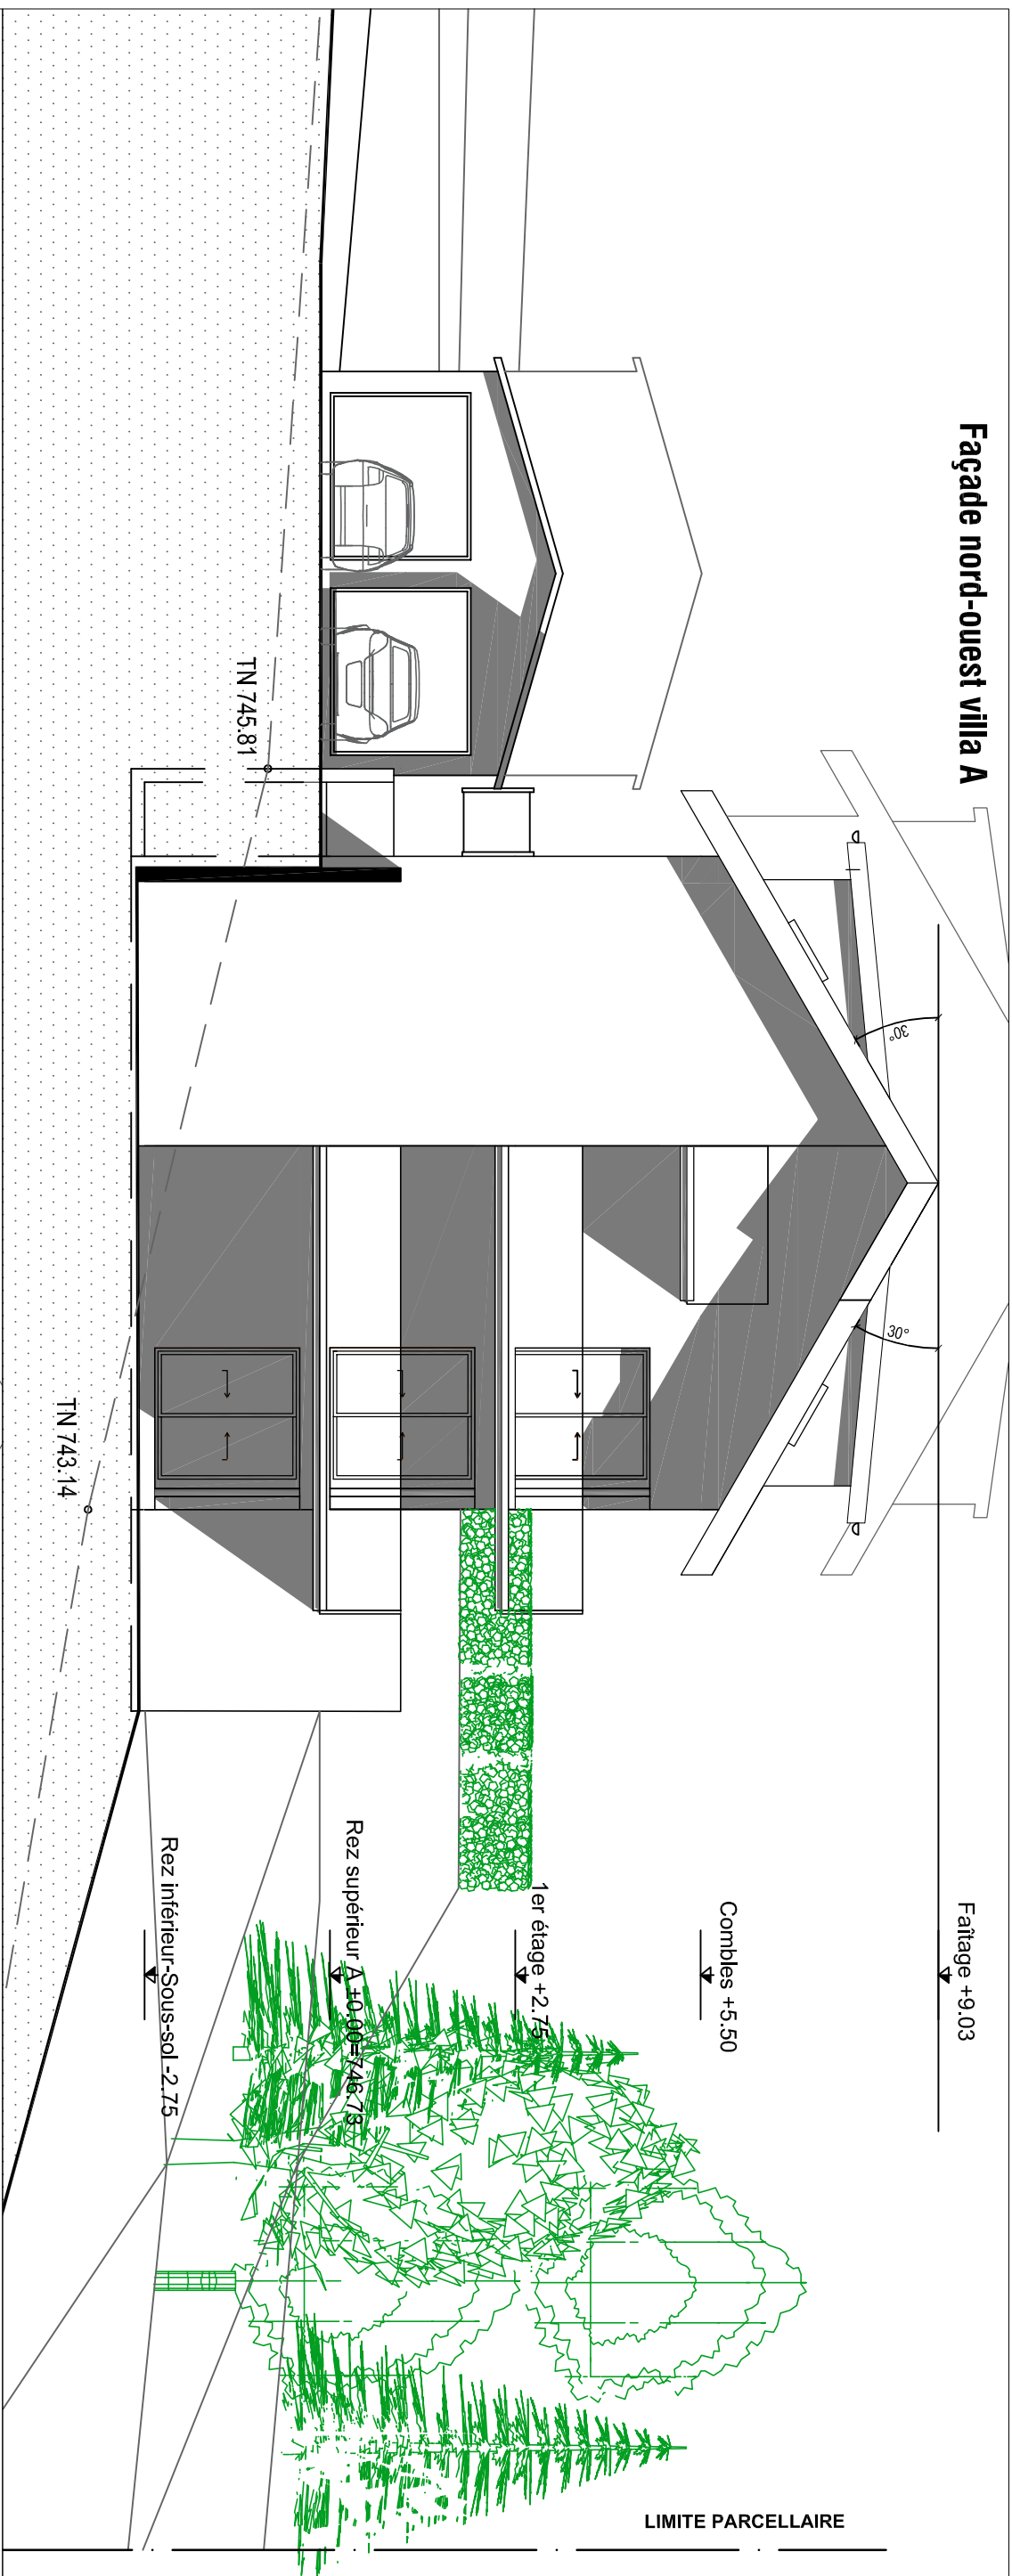 Façade nord-ouest villa A
30°
30°
Faîtage +9.03
Combles +5.50
1er étage +2.75
Rez supérieur A ±0.00=746.73
Rez inférieur-Sous-sol -2.75
TN 745.81
TN 743.14
LIMITE PARCELLAIRE